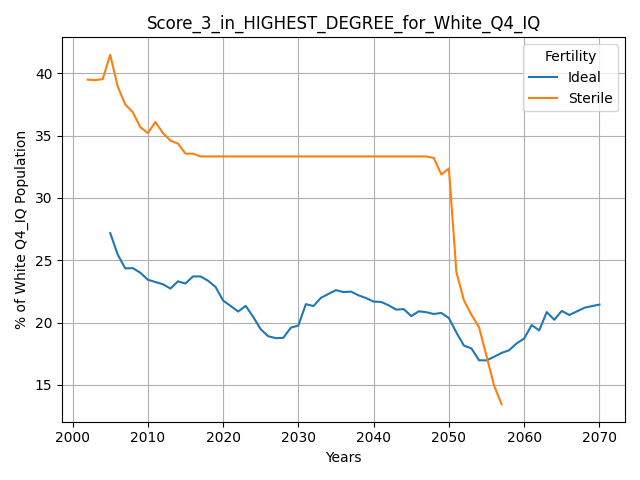 Score_3_in_HIGHEST_DEGREE_for_White_Q4_IQ
Fertility
Ideal
Sterile
% of White Q4_IQ Population
40
35
30
25
20
15
2000 2010 2020 2030 2040 2050 2060 2070
Years